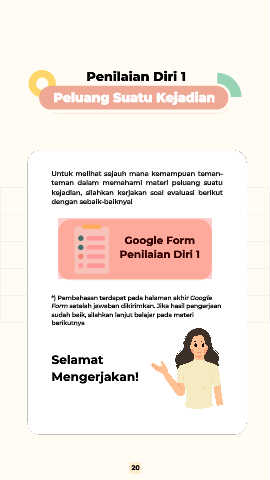 Penilaian Diri 1
Peluang Suatu Kejadian
Untuk melihat sejauh mana kemampuan teman-
teman dalam memahami materi peluang suatu
kejadian, silahkan kerjakan soal evaluasi berikut
dengan sebaik-baiknya!
Google Form
Penilaian Diri 1
*) Pembahasan terdapat pada halaman akhir Google
Form setelah jawaban dikirimkan. Jika hasil pengerjaan
sudah baik, silahkan lanjut belajar pada materi
berikutnya
Selamat
Mengerjakan!
20